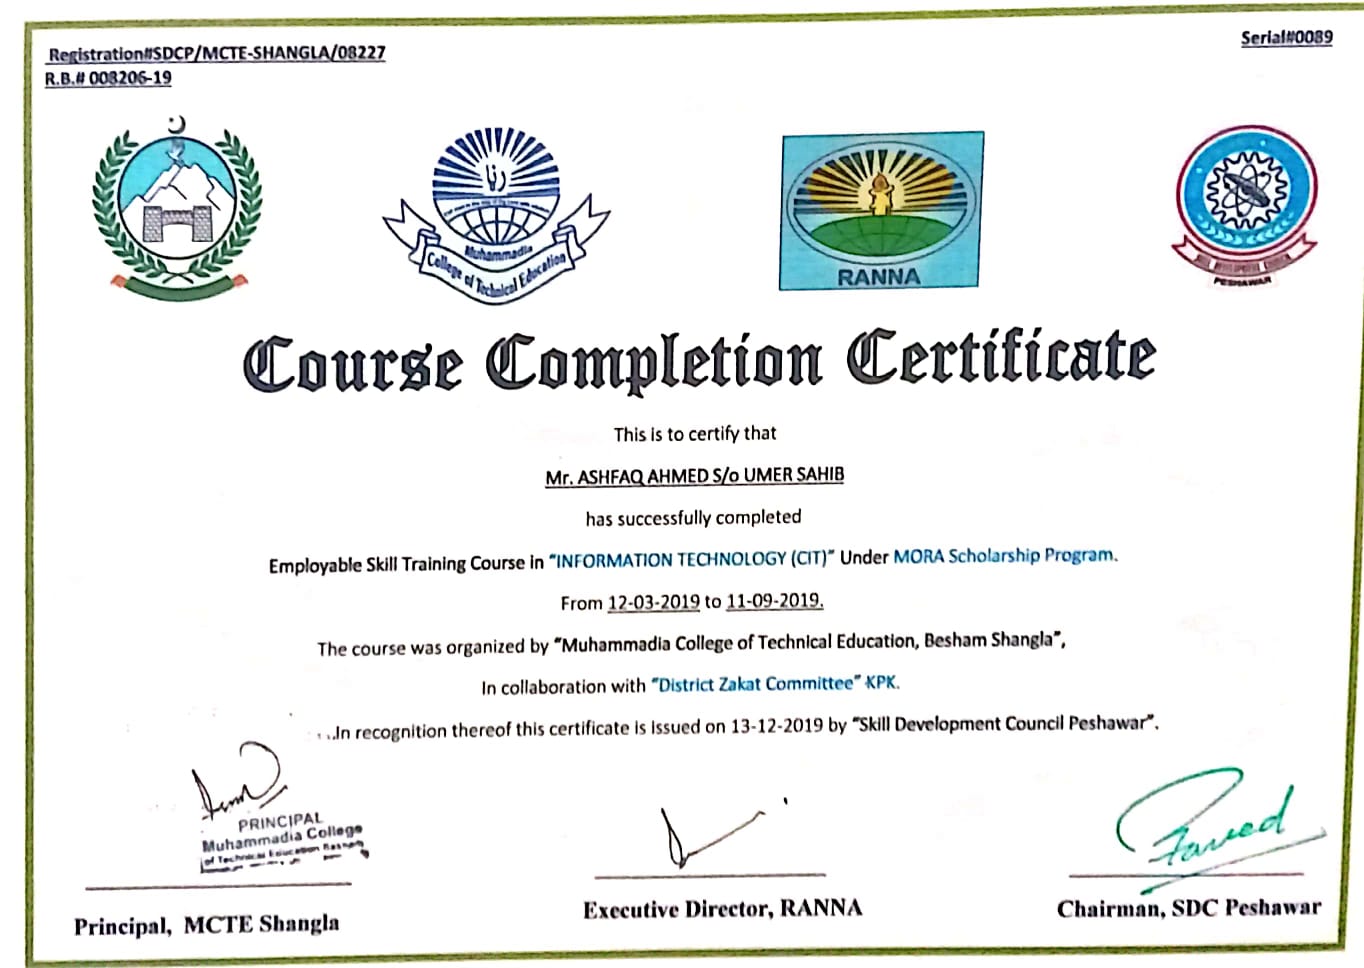 Registration#SDCP/MCTE-SHANGLA/08227
Serial#0089
R.B.# 008206-19
رنا
Muhammadia
College of Technical Education
RANNA
PESHAWAR
Course Completion Certificate
This is to certify that
Mr. ASHFAQ AHMED S/o UMER SAHIB
has successfully completed
Employable Skill Training Course in “INFORMATION TECHNOLOGY (CIT)” Under MORA Scholarship Program.
From 12-03-2019 to 11-09-2019.
The course was organized by “Muhammadia College of Technical Education, Besham Shangla”,
In collaboration with “District Zakat Committee” KPK.
...In recognition thereof this certificate is issued on 13-12-2019 by “Skill Development Council Peshawar”.
PRINCIPAL
Muhammadia College
of Technical Education
Principal, MCTE Shangla
Executive Director, RANNA
Chairman, SDC Peshawar